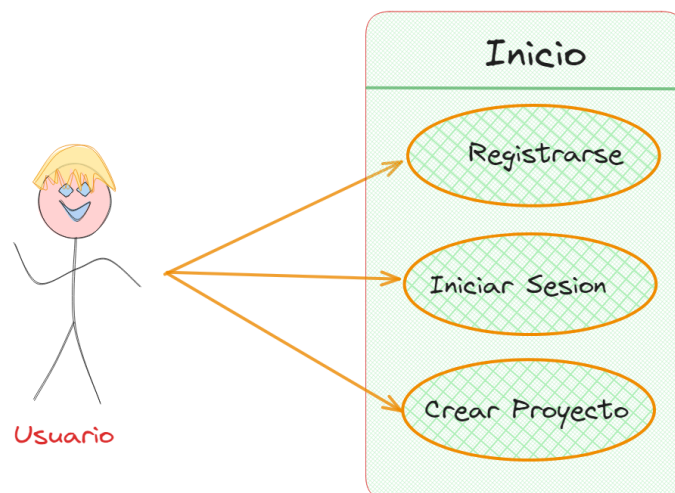 Inicio
Registrarse
Iniciar Sesion
Crear Proyecto
Usuario